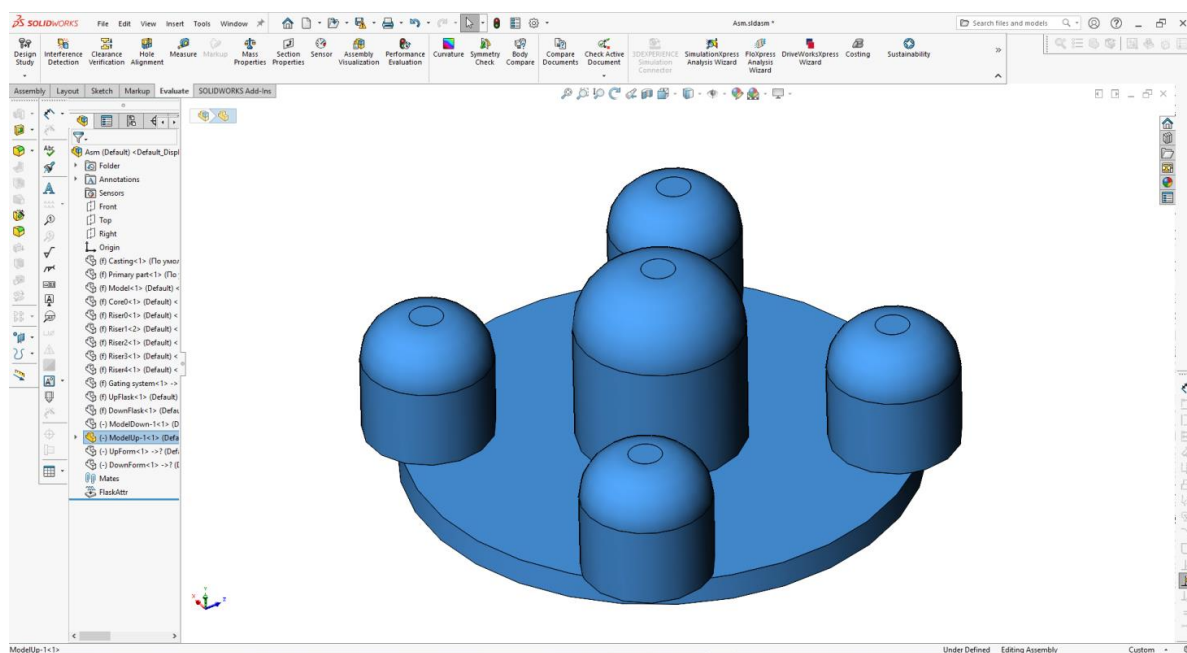 SOLIDWORKS File Edit View Insert Tools Window Asm.sldasm * Search files and models
Design Study
Interference Detection
Clearance Verification
Hole Alignment
Measure
Markup
Mass Properties
Section Properties
Sensor
Assembly Visualization
Performance Evaluation
Curvature
Symmetry Check
Body Compare
Compare Documents
Check Active Document
3DEXPERIENCE Simulation Connector
SimulationXpress Analysis Wizard
FloXpress Analysis Wizard
DriveWorksXpress Wizard
Costing
Sustainability
Assembly Layout Sketch Markup Evaluate SOLIDWORKS Add-Ins
Asm (Default) <Default_Displ
Folder
Annotations
Sensors
Front
Top
Right
Origin
(f) Casting<1> (По умол
(f) Primary part<1> (По
(f) Model<1> (Default) <
(f) Core0<1> (Default) <
(f) Riser0<1> (Default) <
(f) Riser1<2> (Default) <
(f) Riser2<1> (Default) <
(f) Riser3<1> (Default) <
(f) Riser4<1> (Default) <
(f) Gating system<1> ->
(f) UpFlask<1> (Default)
(f) DownFlask<1> (Defau
(-) ModelDown-1<1> (D
(-) ModelUp-1<1> (Defa
(-) UpForm<1> ->? (Defa
(-) DownForm<1> ->? (D
Mates
FlaskAttr
ModelUp-1<1> Under Defined Editing Assembly Custom